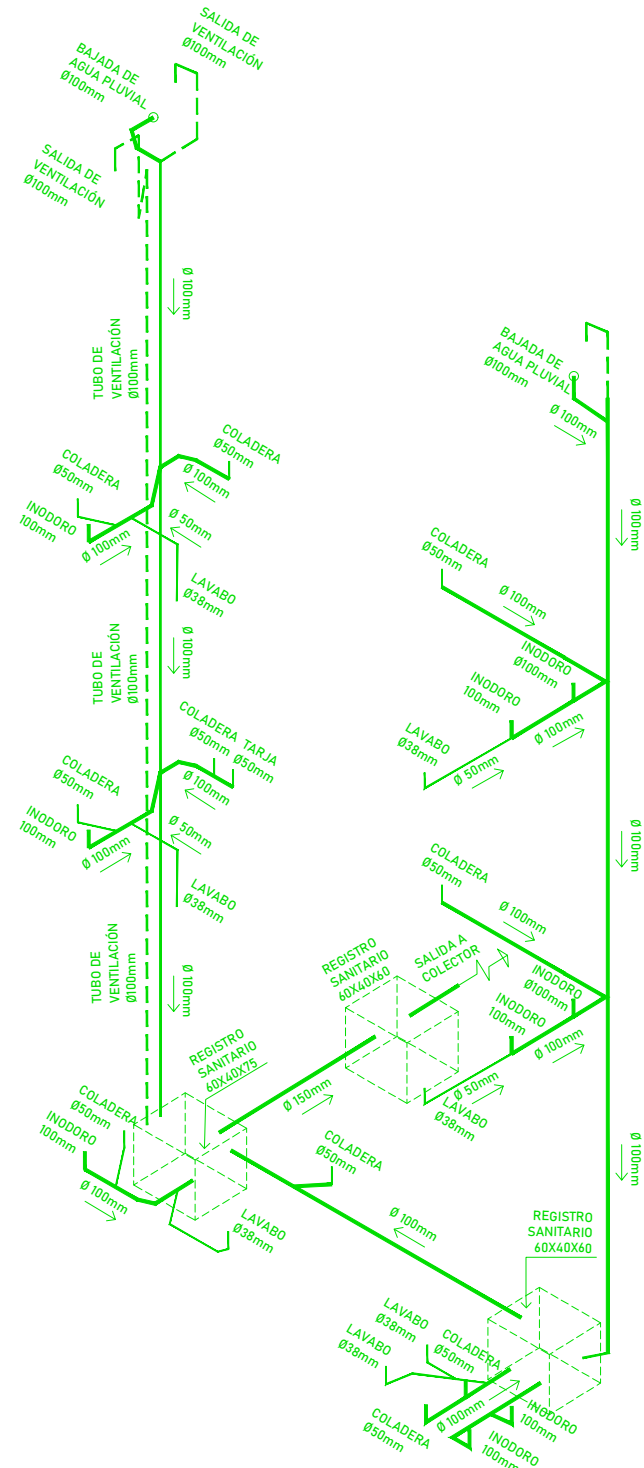 SALIDA DE
VENTILACIÓN
Ø100mm
BAJADA DE
AGUA PLUVIAL
Ø100mm
SALIDA DE
VENTILACIÓN
Ø100mm
Ø 100mm
TUBO DE
VENTILACIÓN
Ø100mm
BAJADA DE
AGUA PLUVIAL
Ø100mm
Ø 100mm
COLADERA
Ø50mm
COLADERA
Ø50mm
Ø 100mm
INODORO
100mm
Ø 50mm
Ø 100mm
LAVABO
Ø38mm
Ø 100mm
COLADERA
Ø50mm
Ø 100mm
INODORO
Ø100mm
INODORO
100mm
Ø 100mm
LAVABO
Ø38mm
Ø 50mm
TUBO DE
VENTILACIÓN
Ø100mm
Ø 100mm
COLADERA TARJA
Ø50mm Ø50mm
COLADERA
Ø50mm
Ø 100mm
INODORO
100mm
Ø 50mm
Ø 100mm
LAVABO
Ø38mm
Ø 100mm
COLADERA
Ø50mm
Ø 100mm
TUBO DE
VENTILACIÓN
Ø100mm
Ø 100mm
REGISTRO
SANITARIO
60X40X60
SALIDA A
COLECTOR
INODORO
Ø100mm
INODORO
100mm
Ø 100mm
Ø 50mm
LAVABO
Ø38mm
REGISTRO
SANITARIO
60X40X75
Ø 150mm
COLADERA
Ø50mm
INODORO
100mm
Ø 100mm
LAVABO
Ø38mm
COLADERA
Ø50mm
Ø 100mm
Ø 100mm
REGISTRO
SANITARIO
60X40X60
LAVABO
Ø38mm
LAVABO
Ø38mm
COLADERA
Ø50mm
COLADERA
Ø50mm
Ø 100mm
INODORO
100mm
INODORO
100mm